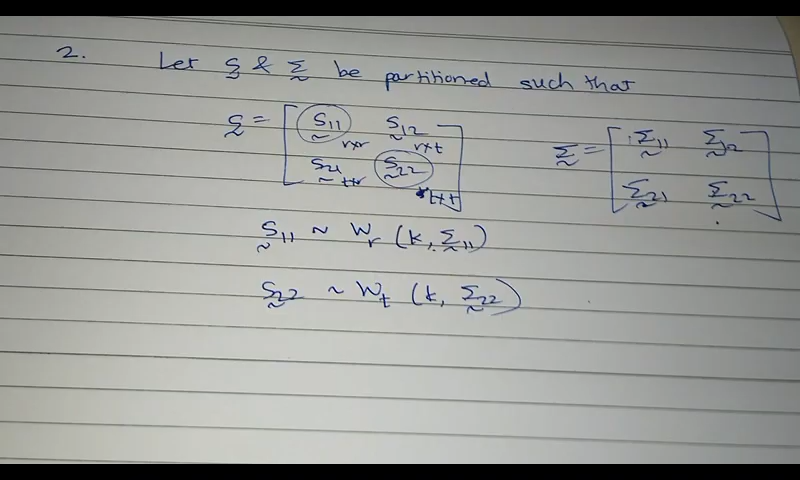 2. Let S & Σ be partitioned such that
S = [ S11 r×r S12 r×t
S21 t×r S22 t×t ]
Σ = [ Σ11 Σ12
Σ21 Σ22 ]
S11 ~ Wr (k, Σ11)
S22 ~ Wt (k, Σ22)